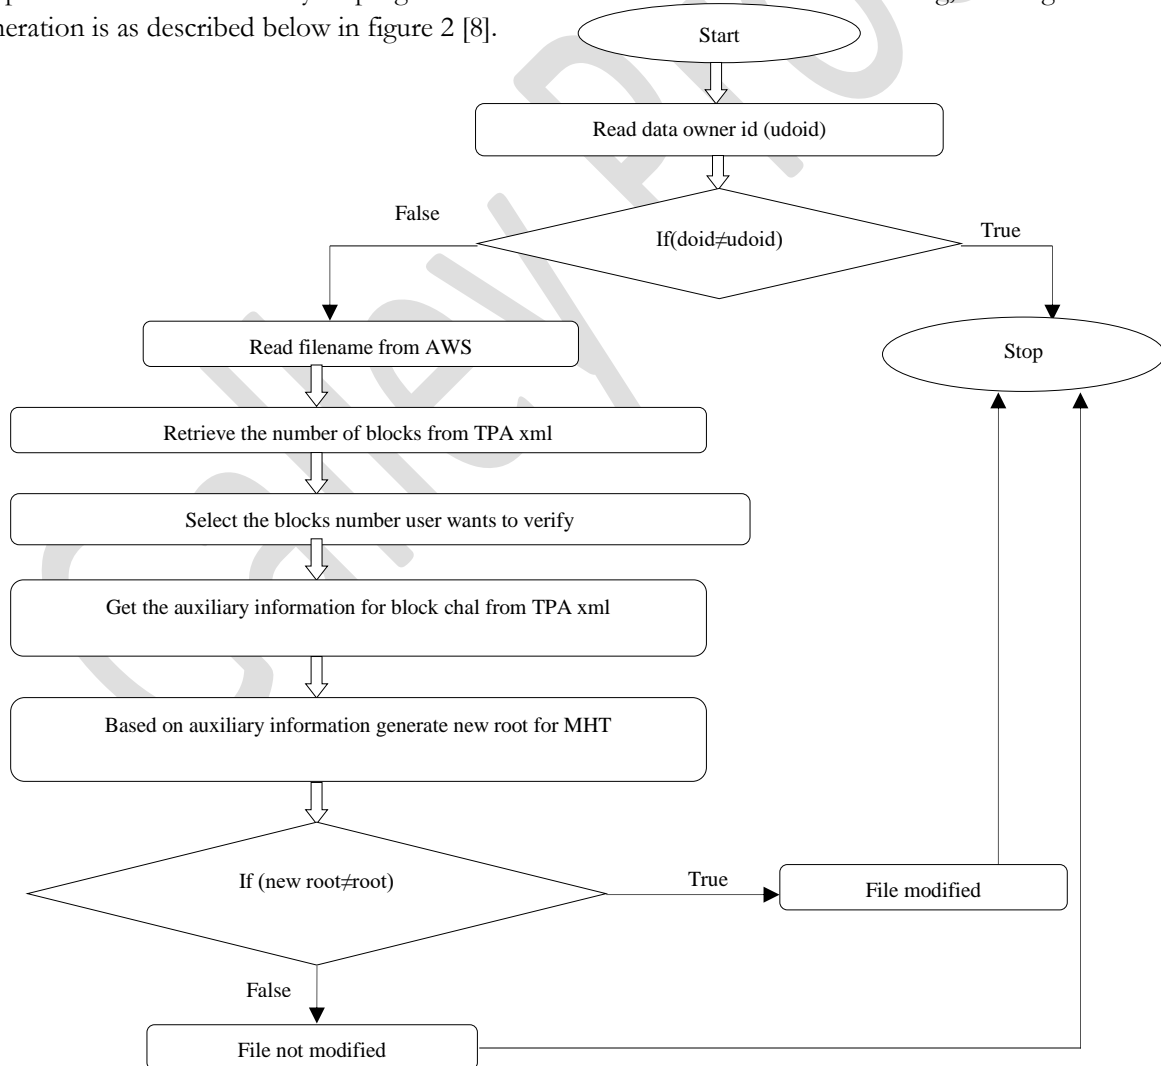 neration is as described below in figure 2 [8].
Start
Read data owner id (udoid)
If(doid≠udoid)
False
True
Read filename from AWS
Stop
Retrieve the number of blocks from TPA xml
Select the blocks number user wants to verify
Get the auxiliary information for block chal from TPA xml
Based on auxiliary information generate new root for MHT
If (new root≠root)
True
File modified
False
File not modified